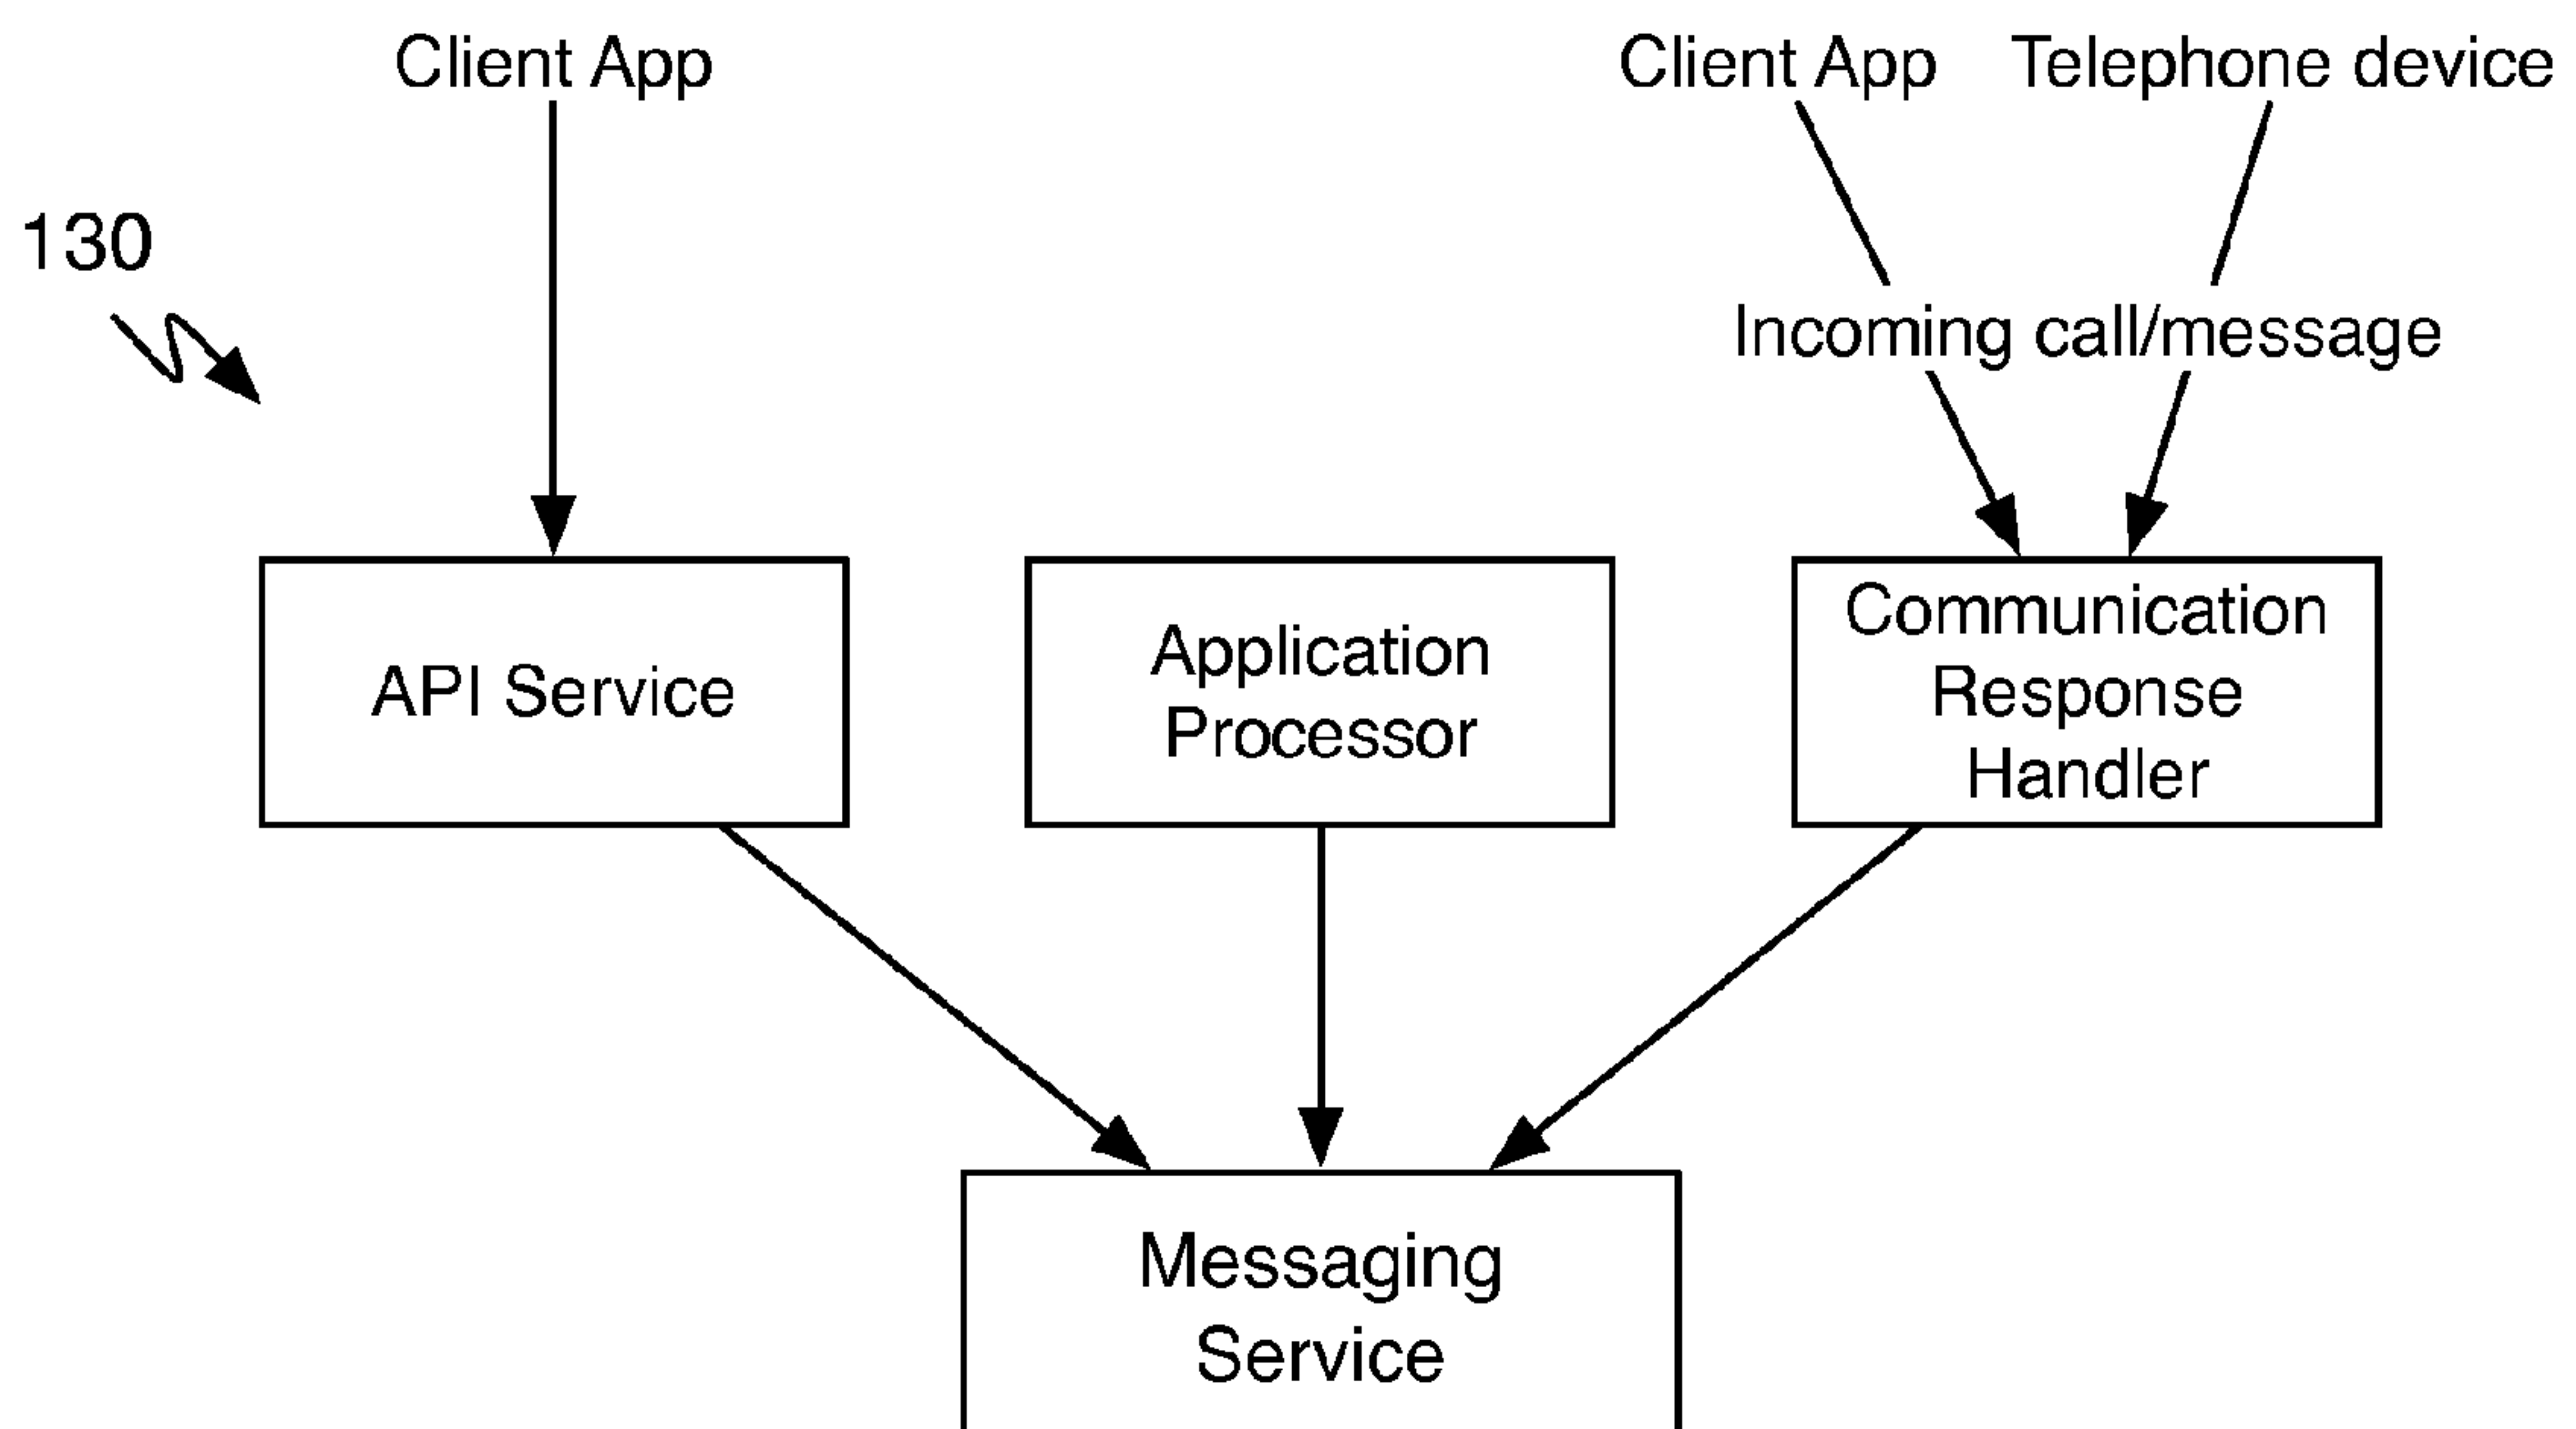 Client App
Client App
Telephone device
130
Incoming call/message
API Service
Application
Processor
Communication
Response
Handler
Messaging
Service